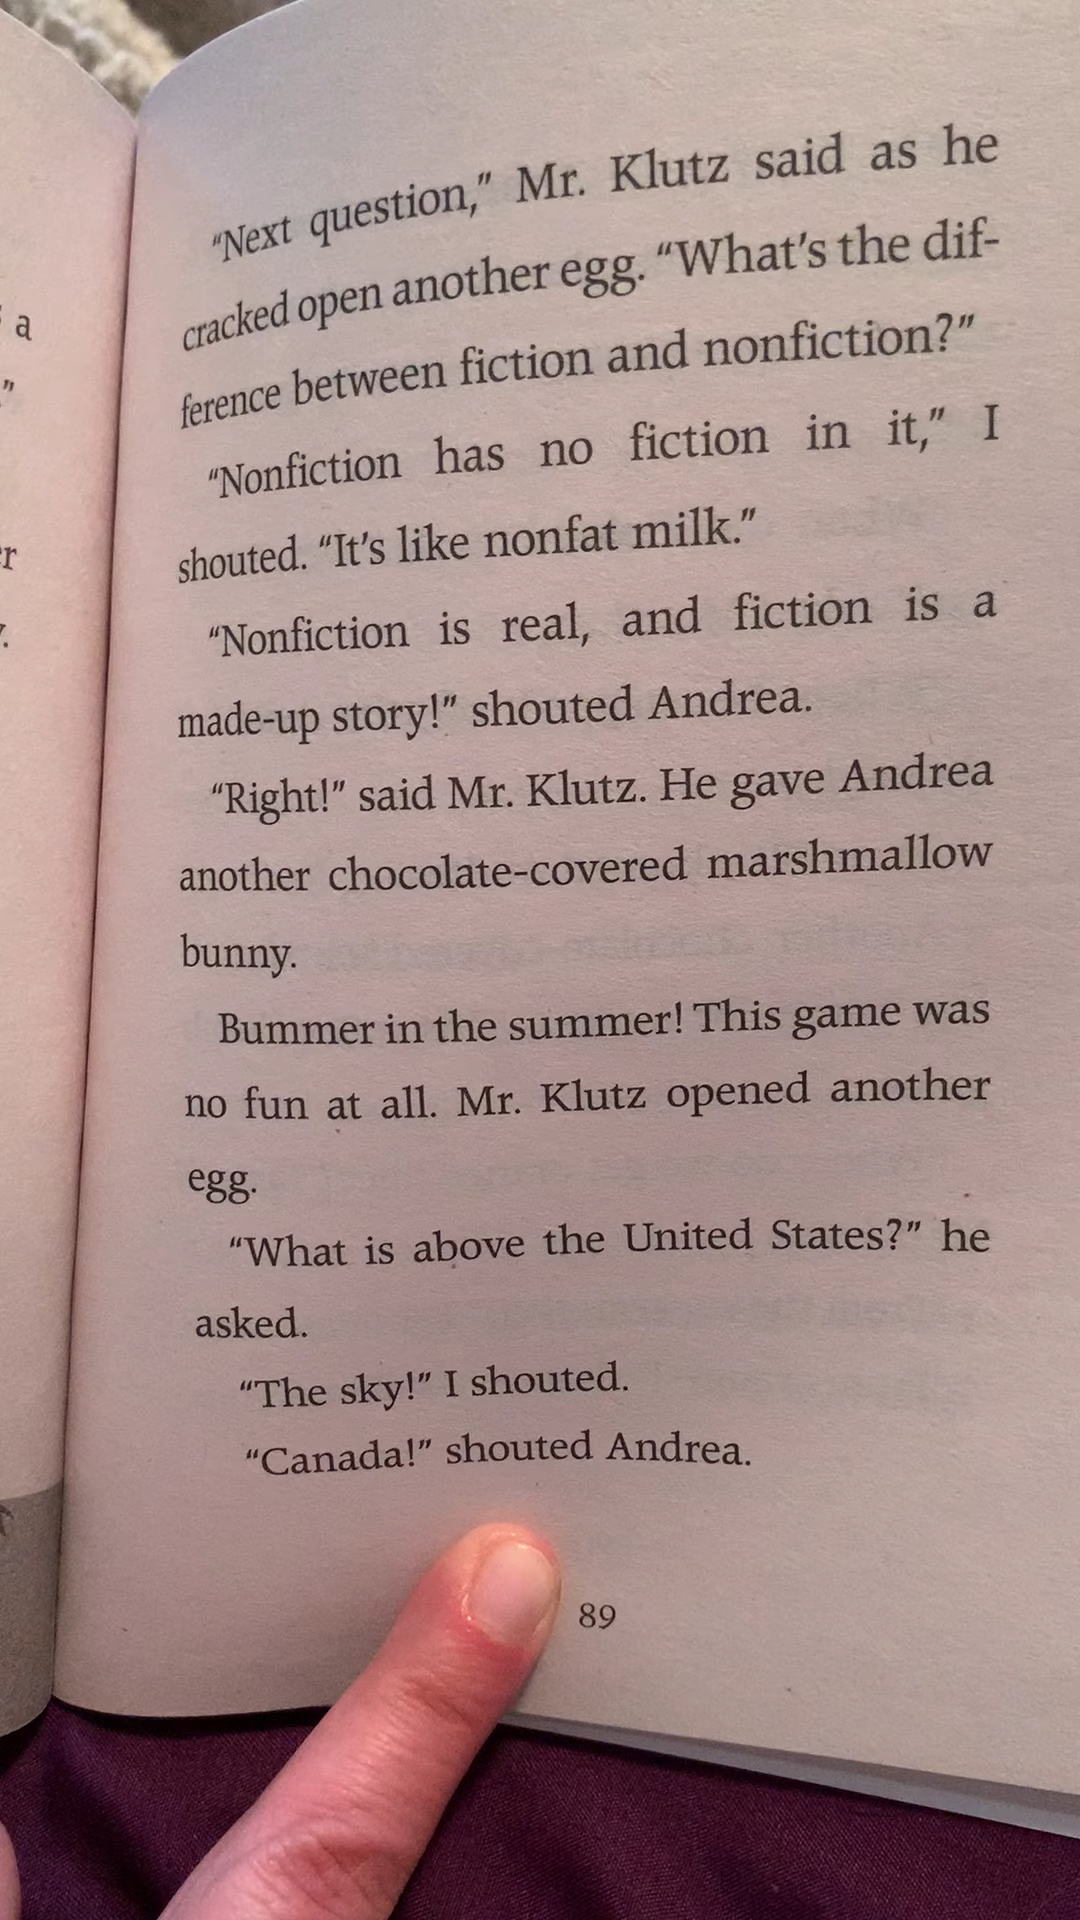 "Next question," Mr. Klutz said as he
cracked open another egg. "What's the dif-
ference between fiction and nonfiction?"
"Nonfiction has no fiction in it," I
shouted. "It's like nonfat milk."
"Nonfiction is real, and fiction is a
made-up story!" shouted Andrea.
"Right!" said Mr. Klutz. He gave Andrea
another chocolate-covered marshmallow
bunny.
Bummer in the summer! This game was
no fun at all. Mr. Klutz opened another
egg.
"What is above the United States?" he
asked.
"The sky!" I shouted.
"Canada!" shouted Andrea.
89
a